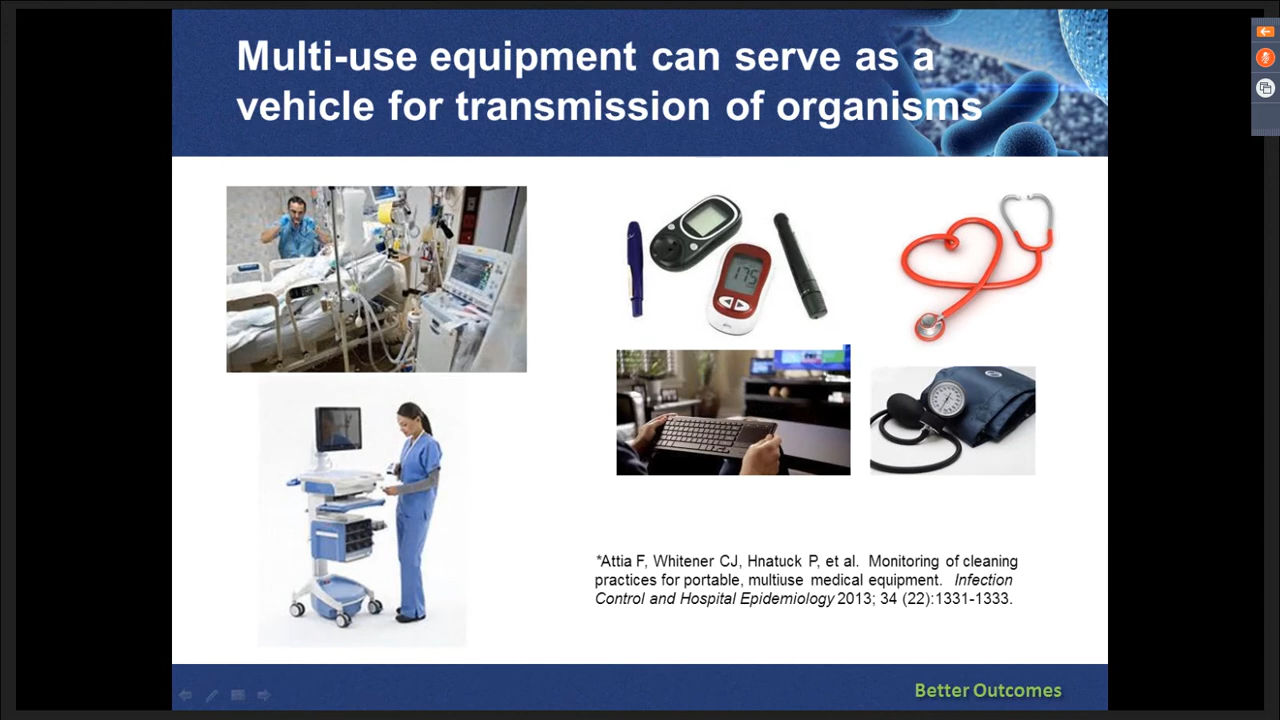 Multi-use equipment can serve as a
vehicle for transmission of organisms
175
*Attia F, Whitener CJ, Hnatuck P, et al. Monitoring of cleaning
practices for portable, multiuse medical equipment. Infection
Control and Hospital Epidemiology 2013; 34 (22):1331-1333.
Better Outcomes